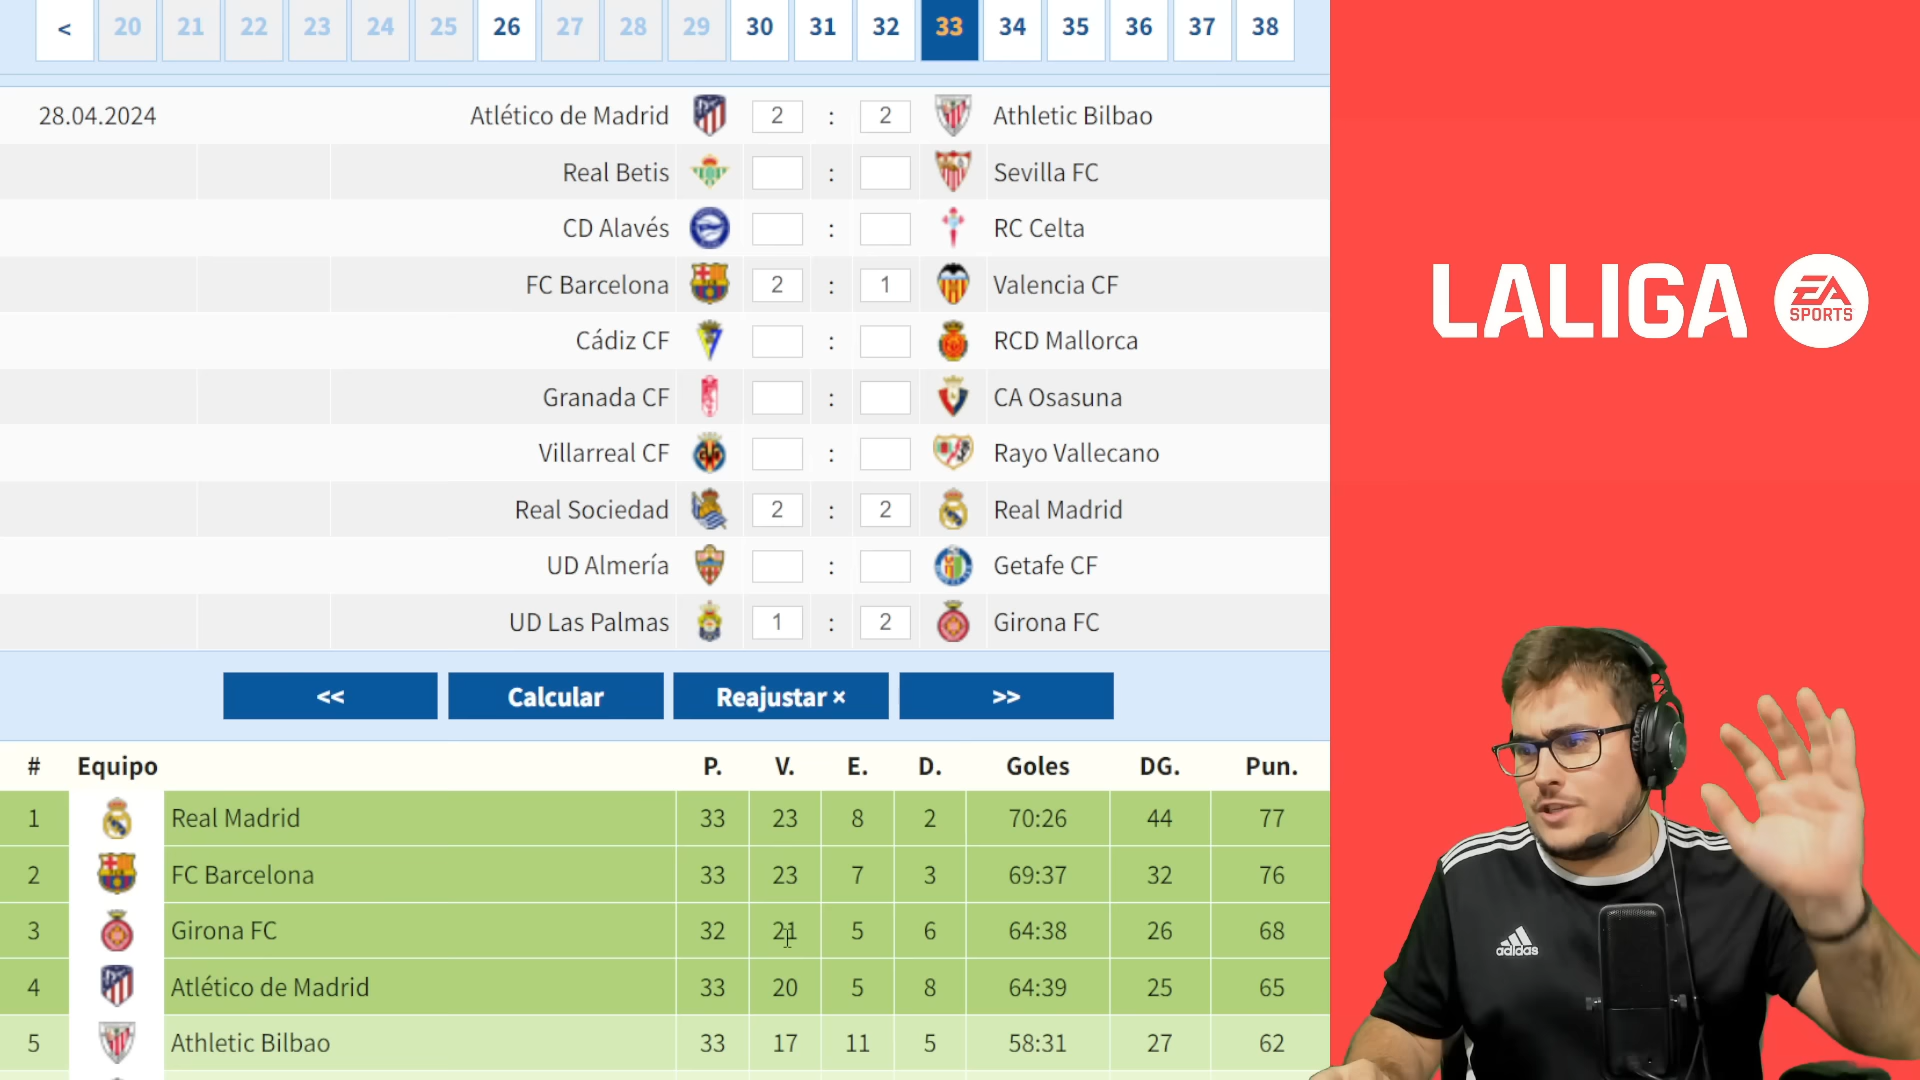 < 20 21 22 23 24 25 26 27 28 29 30 31 32 33 34 35 36 37 38
28.04.2024 Atlético de Madrid 2 : 2 Athletic Bilbao
Real Betis : Sevilla FC
CD Alavés : RC Celta
FC Barcelona 2 : 1 Valencia CF
Cádiz CF : RCD Mallorca
Granada CF : CA Osasuna
Villarreal CF : Rayo Vallecano
Real Sociedad 2 : 2 Real Madrid
UD Almería : Getafe CF
UD Las Palmas 1 : 2 Girona FC
<< Calcular Reajustar × >>
# Equipo P. V. E. D. Goles DG. Pun.
1 Real Madrid 33 23 8 2 70:26 44 77
2 FC Barcelona 33 23 7 3 69:37 32 76
3 Girona FC 32 21 5 6 64:38 26 68
4 Atlético de Madrid 33 20 5 8 64:39 25 65
5 Athletic Bilbao 33 17 11 5 58:31 27 62
LALIGA EA
SPORTS
adidas